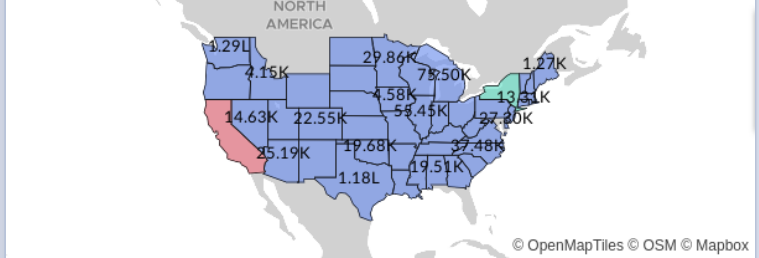 NORTH
AMERICA
1.29L
29.86K
1.27K
4.15K
75.50K
4.58K
13.31K
14.63K
22.55K
55.45K
27.80K
25.19K
19.68K
37.48K
1.18L
19.51K
© OpenMapTiles © OSM © Mapbox